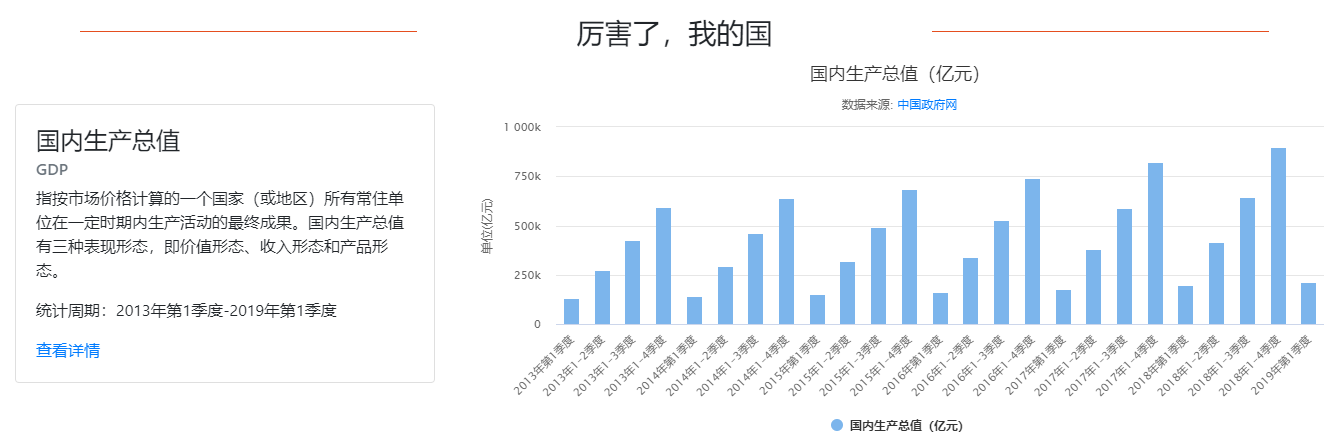 厉害了，我的国
国内生产总值
GDP
指按市场价格计算的一个国家（或地区）所有常住单
位在一定时期内生产活动的最终成果。国内生产总值
有三种表现形态，即价值形态、收入形态和产品形
态。
统计周期：2013年第1季度-2019年第1季度
查看详情
国内生产总值（亿元）
数据来源: 中国政府网
单位(亿元)
1 000k
750k
500k
250k
0
2013年第1季度
2013年1-2季度
2013年1-3季度
2013年1-4季度
2014年第1季度
2014年1-2季度
2014年1-3季度
2014年1-4季度
2015年第1季度
2015年1-2季度
2015年1-3季度
2015年1-4季度
2016年第1季度
2016年1-2季度
2016年1-3季度
2016年1-4季度
2017年第1季度
2017年1-2季度
2017年1-3季度
2017年1-4季度
2018年第1季度
2018年1-2季度
2018年1-3季度
2018年1-4季度
2019年第1季度
国内生产总值（亿元）